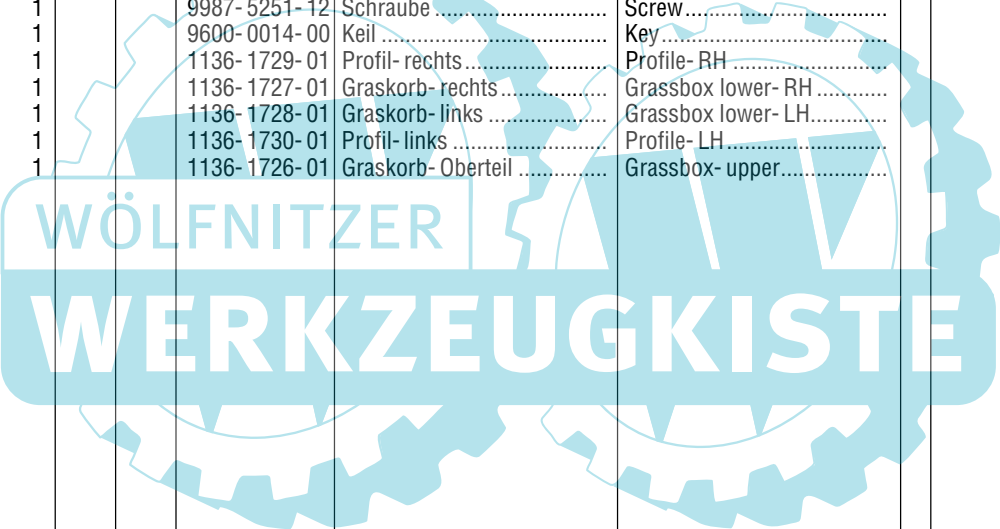 1 9987-5251-12 Schraube ............................ Screw.................................
1 9600-0014-00 Keil ..................................... Key.....................................
1 1136-1729-01 Profil-rechts....................... Profile-RH..........................
1 1136-1727-01 Graskorb-rechts................. Grassbox lower-RH ............
1 1136-1728-01 Graskorb-links ................... Grassbox lower-LH.............
1 1136-1730-01 Profil-links ......................... Profile-LH...........................
1 1136-1726-01 Graskorb-Oberteil ............... Grassbox-upper..................
WÖLFNITZER
WERKZEUGKISTE